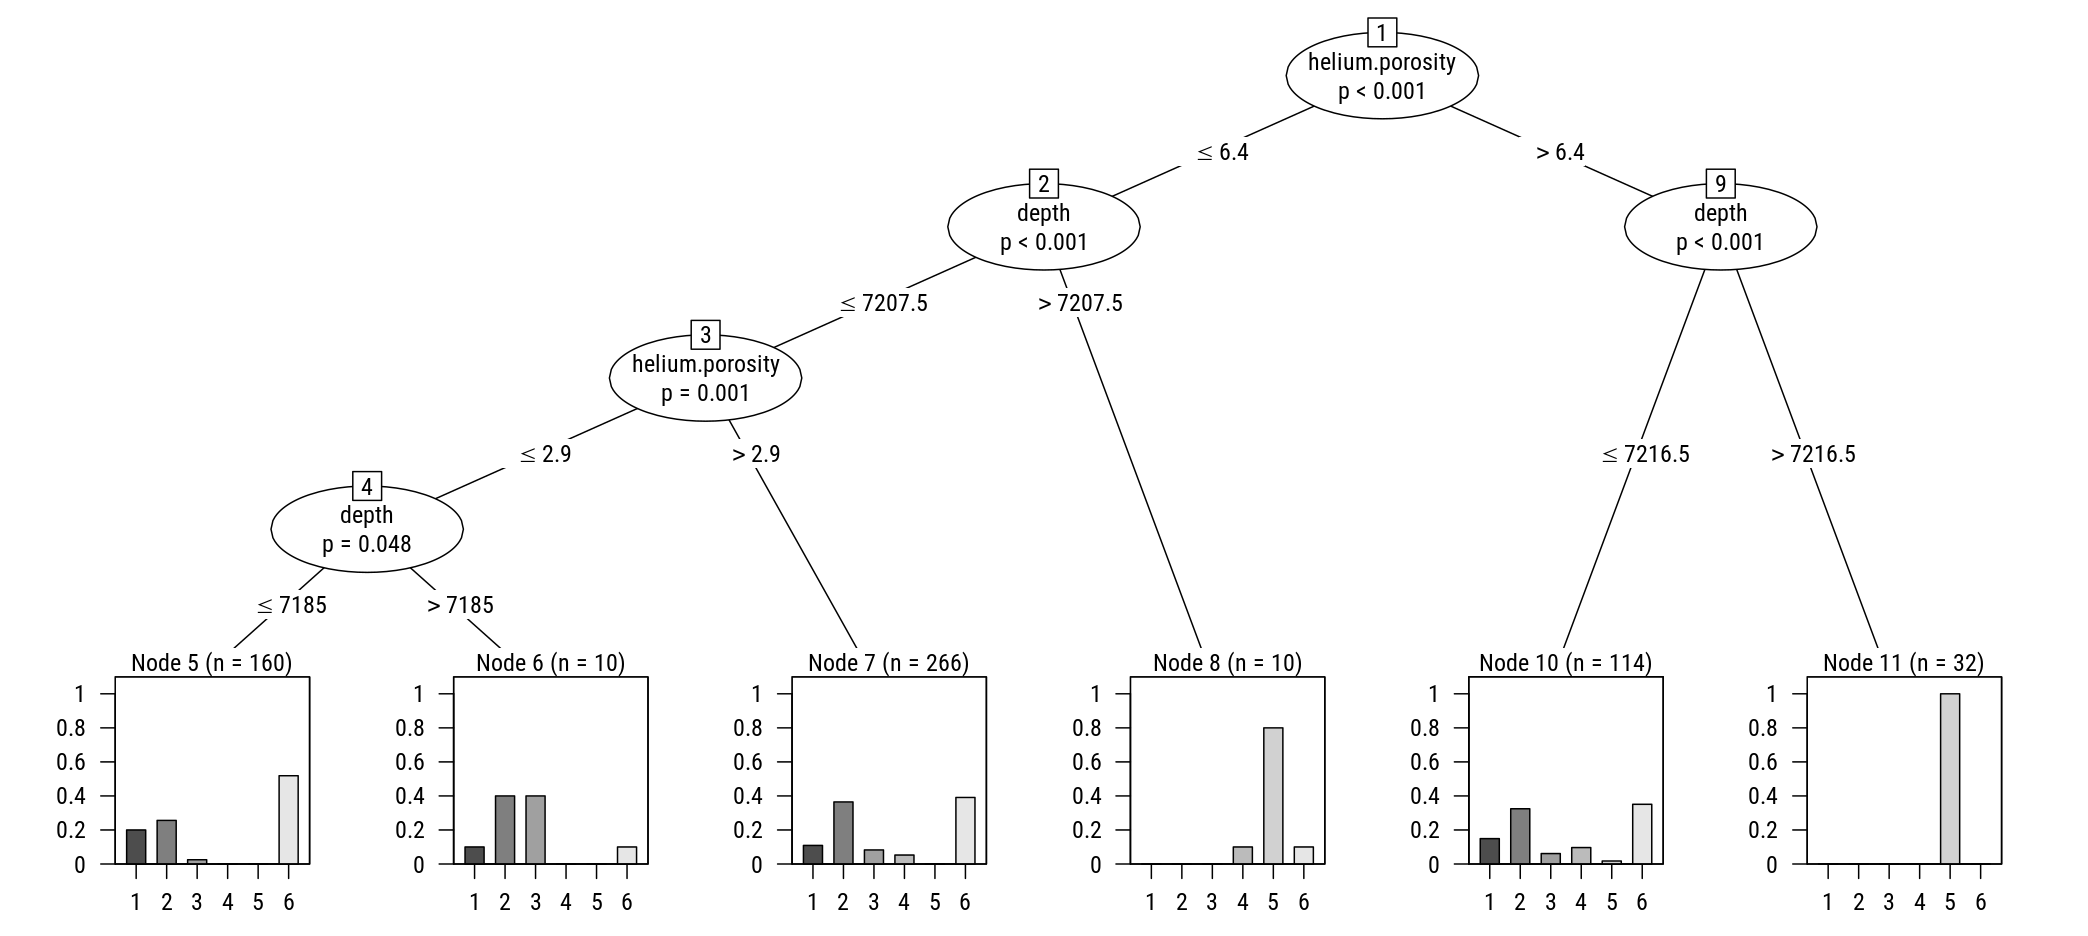 1
helium.porosity
p < 0.001
≤ 6.4
> 6.4
2
depth
p < 0.001
9
depth
p < 0.001
≤ 7207.5
> 7207.5
3
helium.porosity
p = 0.001
≤ 2.9
> 2.9
≤ 7216.5
> 7216.5
4
depth
p = 0.048
≤ 7185
> 7185
Node 5 (n = 160)
1
0.8
0.6
0.4
0.2
0
1 2 3 4 5 6
Node 6 (n = 10)
1
0.8
0.6
0.4
0.2
0
1 2 3 4 5 6
Node 7 (n = 266)
1
0.8
0.6
0.4
0.2
0
1 2 3 4 5 6
Node 8 (n = 10)
1
0.8
0.6
0.4
0.2
0
1 2 3 4 5 6
Node 10 (n = 114)
1
0.8
0.6
0.4
0.2
0
1 2 3 4 5 6
Node 11 (n = 32)
1
0.8
0.6
0.4
0.2
0
1 2 3 4 5 6